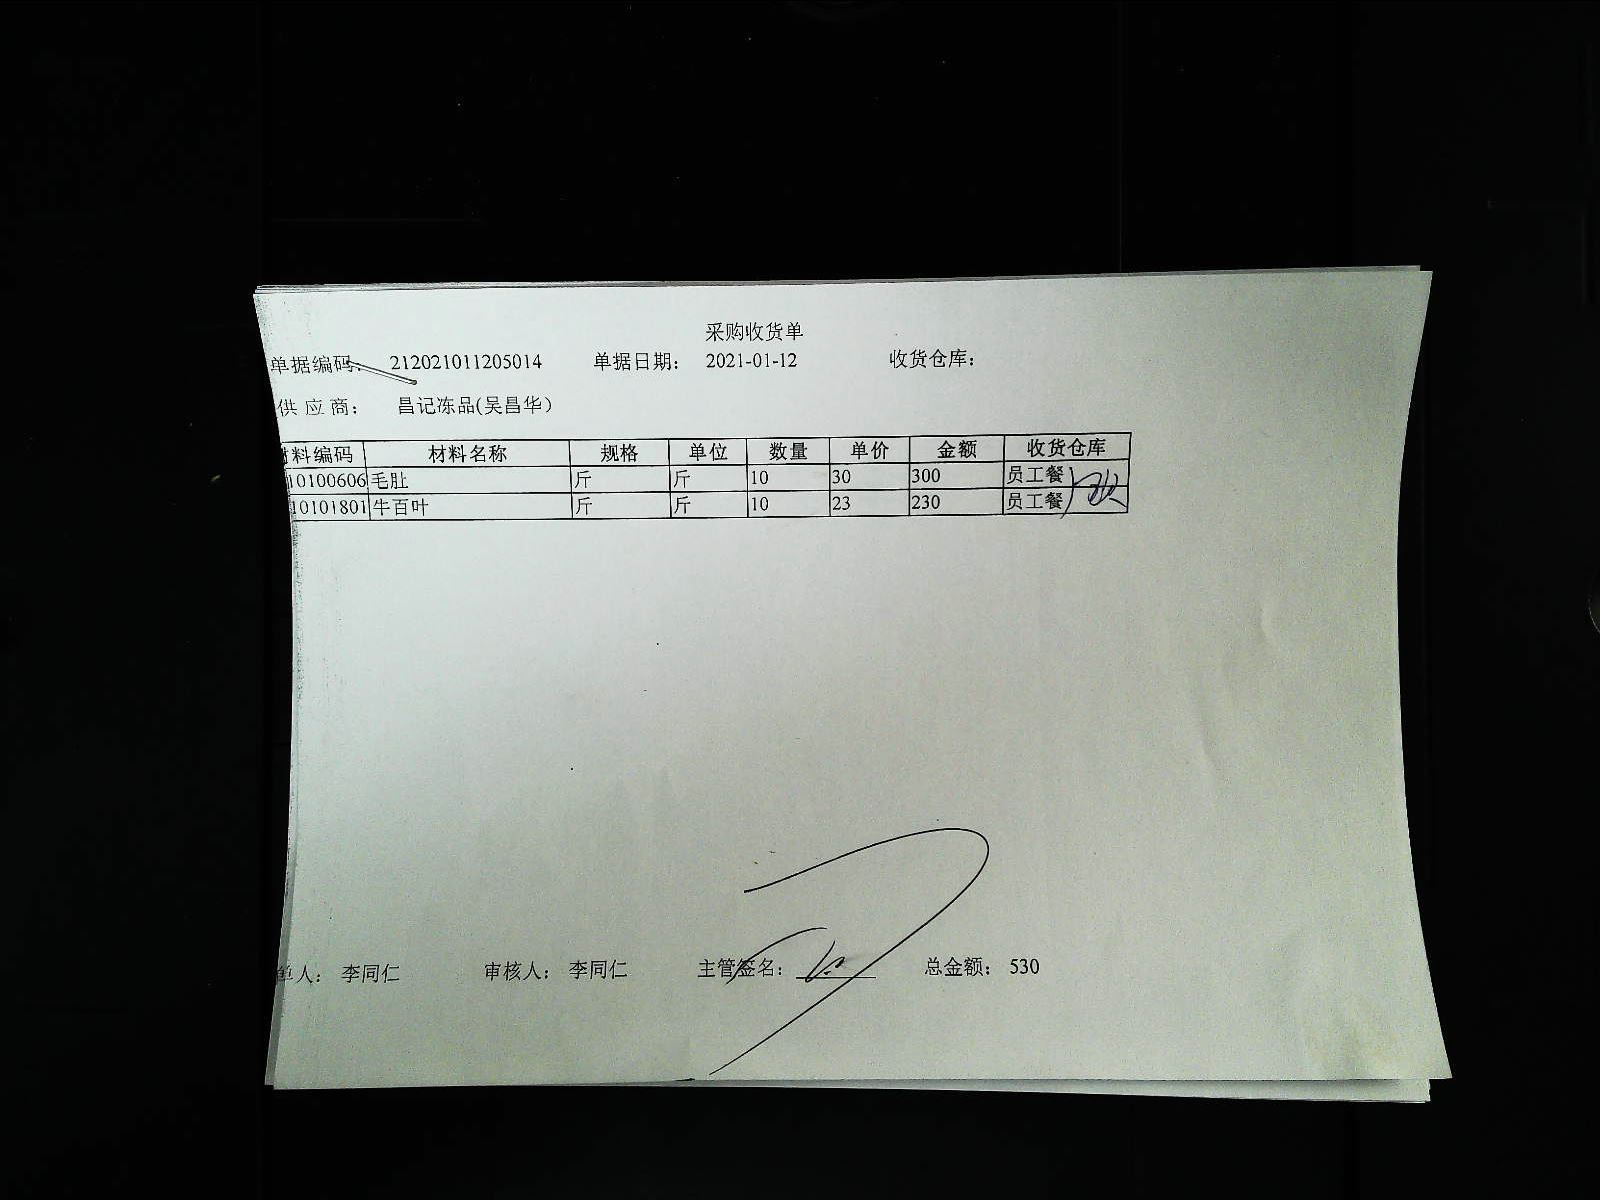 采购收货单
单据编码: 212021011205014 单据日期: 2021-01-12 收货仓库:
供应商: 昌记冻品(吴昌华)
材料编码 材料名称 规格 单位 数量 单价 金额 收货仓库
10100606 毛肚 斤 斤 10 30 300 员工餐
10101801 牛百叶 斤 斤 10 23 230 员工餐
单人: 李同仁 审核人: 李同仁 主管签名: 总金额: 530